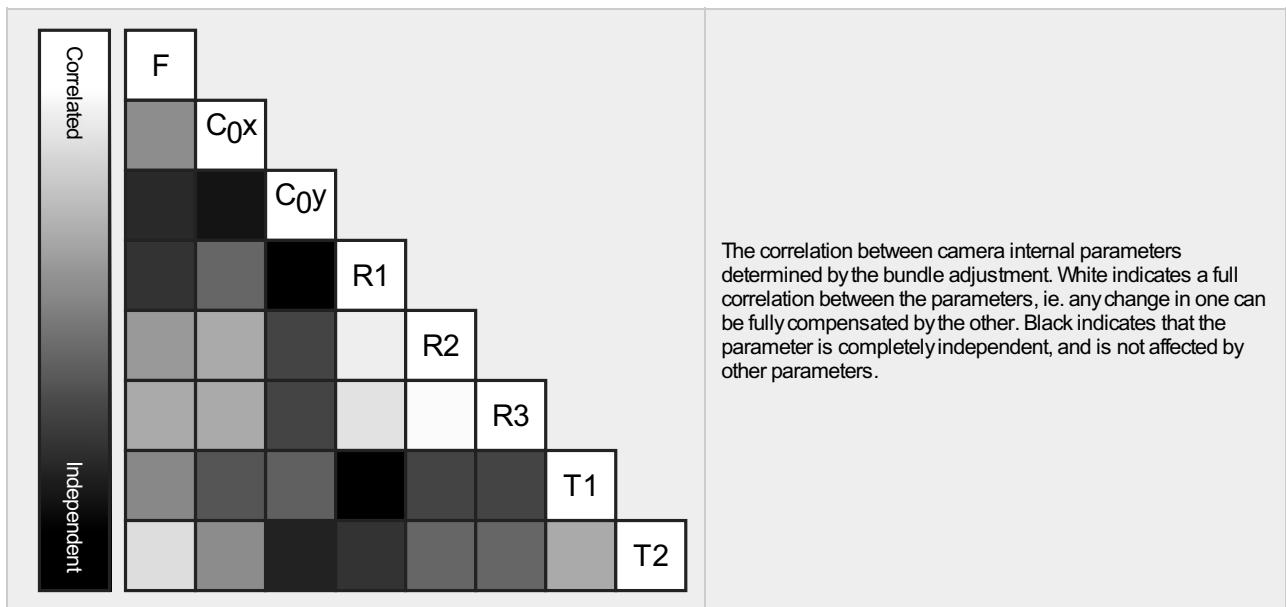 Correlated
Independent
F
C0x
C0y
R1
R2
R3
T1
T2
The correlation between camera internal parameters
determined by the bundle adjustment. White indicates a full
correlation between the parameters, ie. any change in one can
be fully compensated by the other. Black indicates that the
parameter is completely independent, and is not affected by
other parameters.